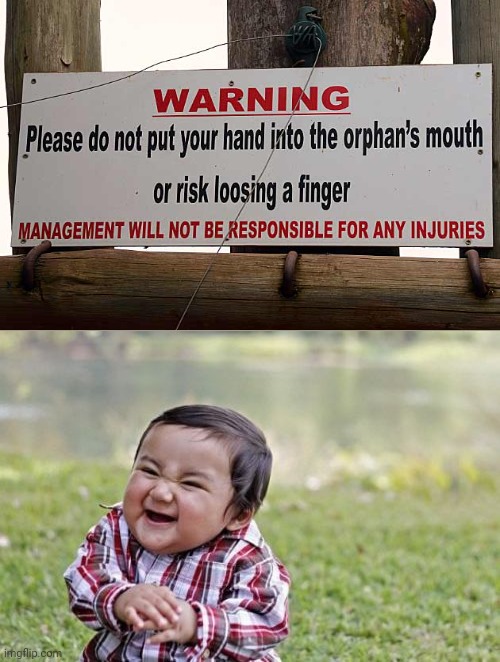 WARNING
Please do not put your hand into the orphan's mouth
or risk loosing a finger
MANAGEMENT WILL NOT BE RESPONSIBLE FOR ANY INJURIES
imgflip.com